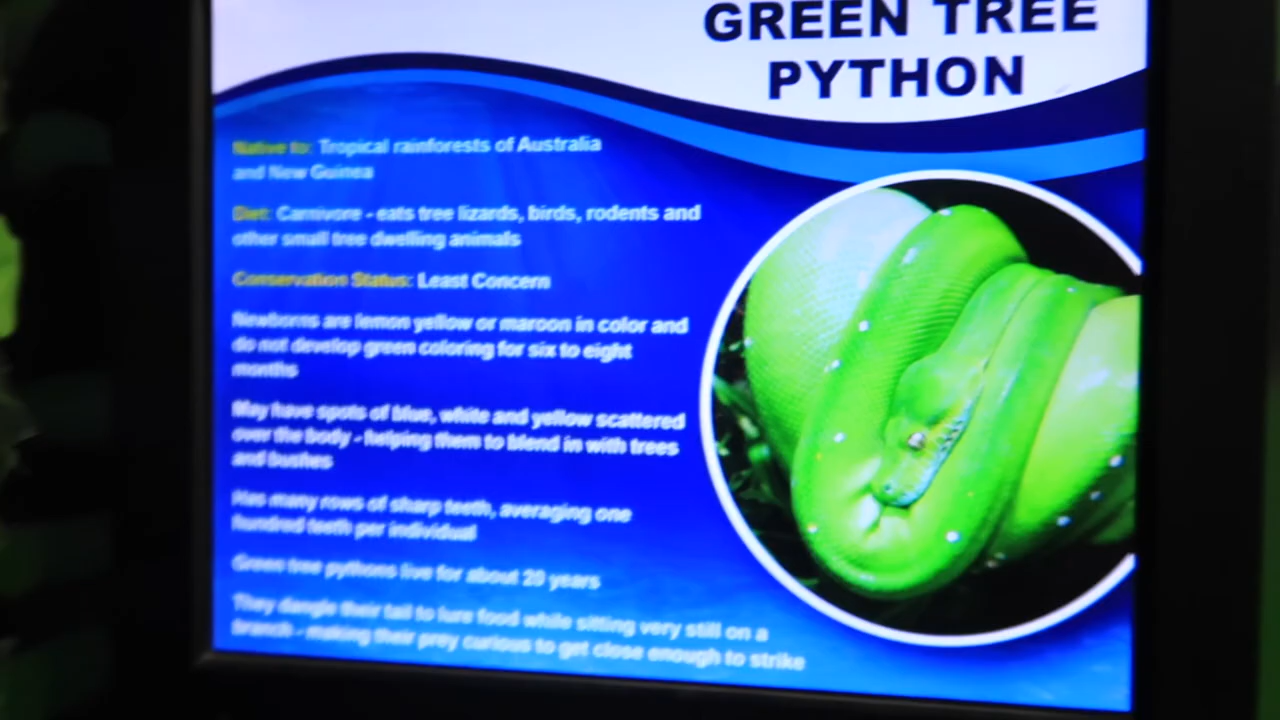 GREEN TREE
PYTHON
Native to: Tropical rainforests of Australia
and New Guinea
Diet: Carnivore - eats tree lizards, birds, rodents and
other small tree dwelling animals
Conservation Status: Least Concern
Newborns are lemon yellow or maroon in color and
do not develop green coloring for six to eight
months
May have spots of blue, white and yellow scattered
over the body - helping them to blend in with trees
and bushes
Has many rows of sharp teeth, averaging one
hundred teeth per individual
Green tree pythons live for about 20 years
They dangle their tail to lure food while sitting very still on a
branch - making their prey curious to get close enough to strike